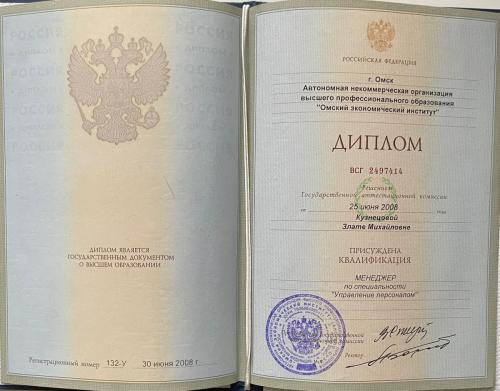 ДИПЛОМ ЯВЛЯЕТСЯ
ГОСУДАРСТВЕННЫМ ДОКУМЕНТОМ
О ВЫСШЕМ ОБРАЗОВАНИИ
Регистрационный номер 132-У 30 июня 2008 г.
РОССИЙСКАЯ ФЕДЕРАЦИЯ
г. Омск
Автономная некоммерческая организация
высшего профессионального образования
"Омский экономический институт"
ДИПЛОМ
ВСГ 2497414
Решением
Государственной аттестационной комиссии
от 25 июня 2008 года
Кузнецовой
Злате Михайловне
ПРИСУЖДЕНА
КВАЛИФИКАЦИЯ
МЕНЕДЖЕР
по специальности
"Управление персоналом"
комиссии
Ректор